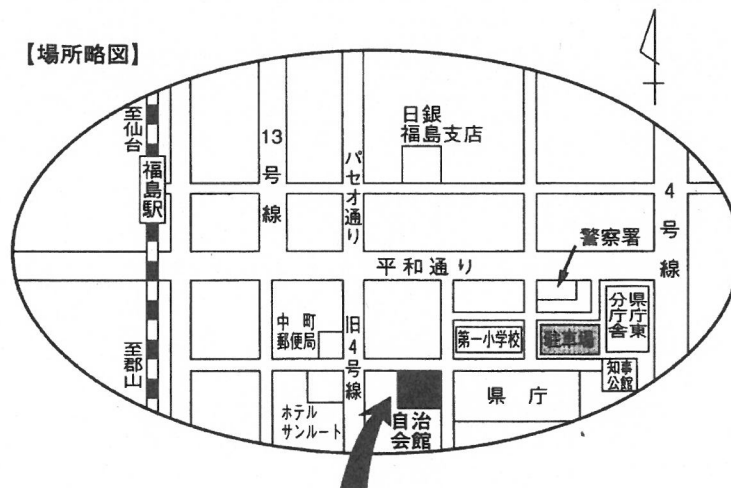 【場所略図】
至仙台
福島駅
至郡山
13号線
パセオ通り
日銀
福島支店
4号線
警察署
平和通り
中町
郵便局
旧4号線
第一小学校
駐車場
県庁東
分庁舎
知事
公館
県庁
ホテル
サンルート
自治
会館